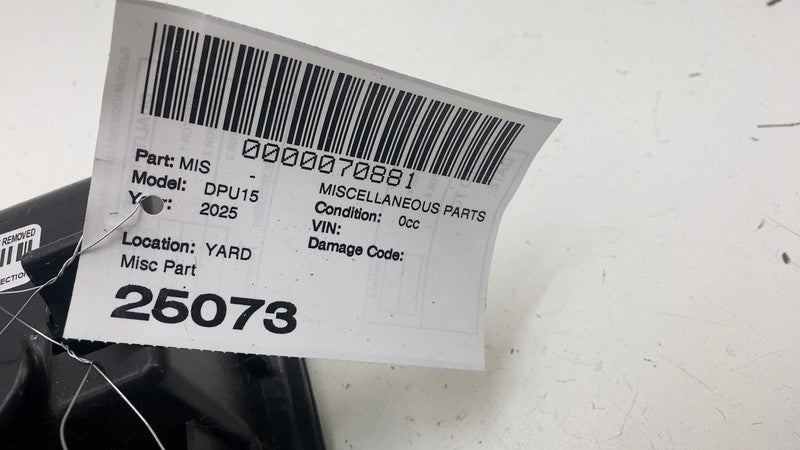 0000070881
Part: MIS - MISCELLANEOUS PARTS
Model: DPU15 Condition: 0cc
2025 VIN:
Damage Code:
Location: YARD
Misc Part
25073
REMOVED